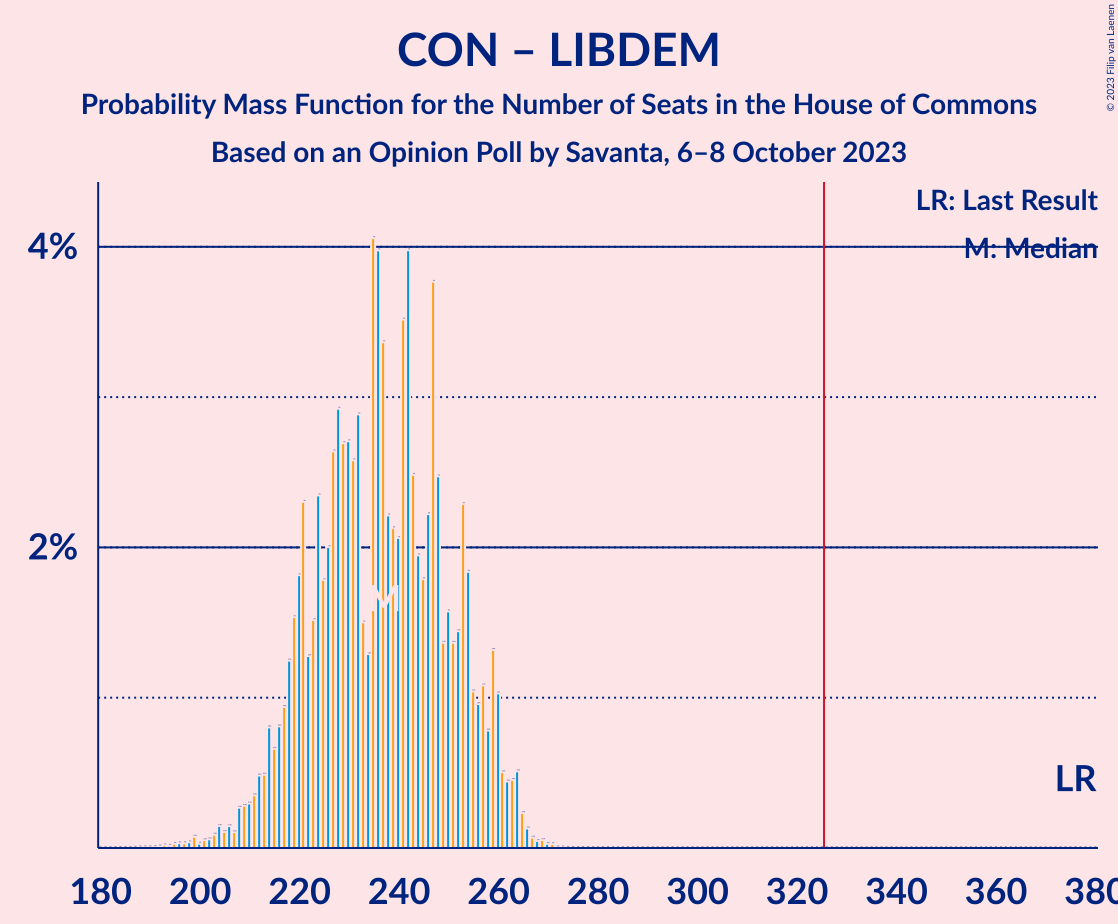 CON – LIBDEM
Probability Mass Function for the Number of Seats in the House of Commons
Based on an Opinion Poll by Savanta, 6–8 October 2023
© 2023 Filip van Laenen
LR: Last Result
M: Median
4%
2%
M
LR
180 200 220 240 260 280 300 320 340 360 380